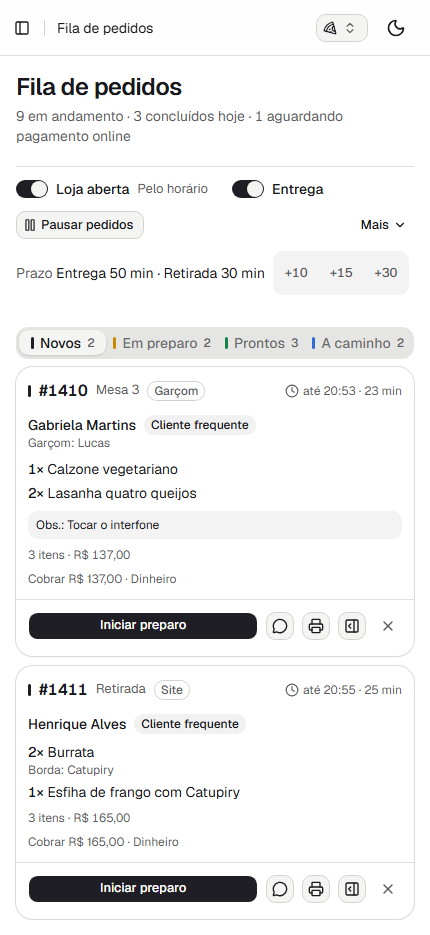 Fila de pedidos
Fila de pedidos
9 em andamento · 3 concluídos hoje · 1 aguardando
pagamento online
Loja aberta Pelo horário Entrega
Pausar pedidos Mais
Prazo Entrega 50 min · Retirada 30 min +10 +15 +30
Novos 2 Em preparo 2 Prontos 3 A caminho 2
#1410 Mesa 3 Garçom até 20:53 · 23 min
Gabriela Martins Cliente frequente
Garçom: Lucas
1× Calzone vegetariano
2× Lasanha quatro queijos
Obs.: Tocar o interfone
3 itens · R$ 137,00
Cobrar R$ 137,00 · Dinheiro
Iniciar preparo
#1411 Retirada Site até 20:55 · 25 min
Henrique Alves Cliente frequente
2× Burrata
Borda: Catupiry
1× Esfiha de frango com Catupiry
3 itens · R$ 165,00
Cobrar R$ 165,00 · Dinheiro
Iniciar preparo